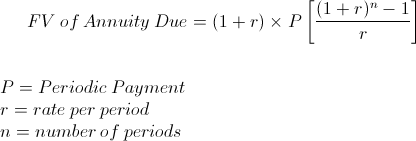 FV of Annuity Due = (1 + r) × P [ (1 + r)ⁿ − 1 / r ]
P = Periodic Payment
r = rate per period
n = number of periods